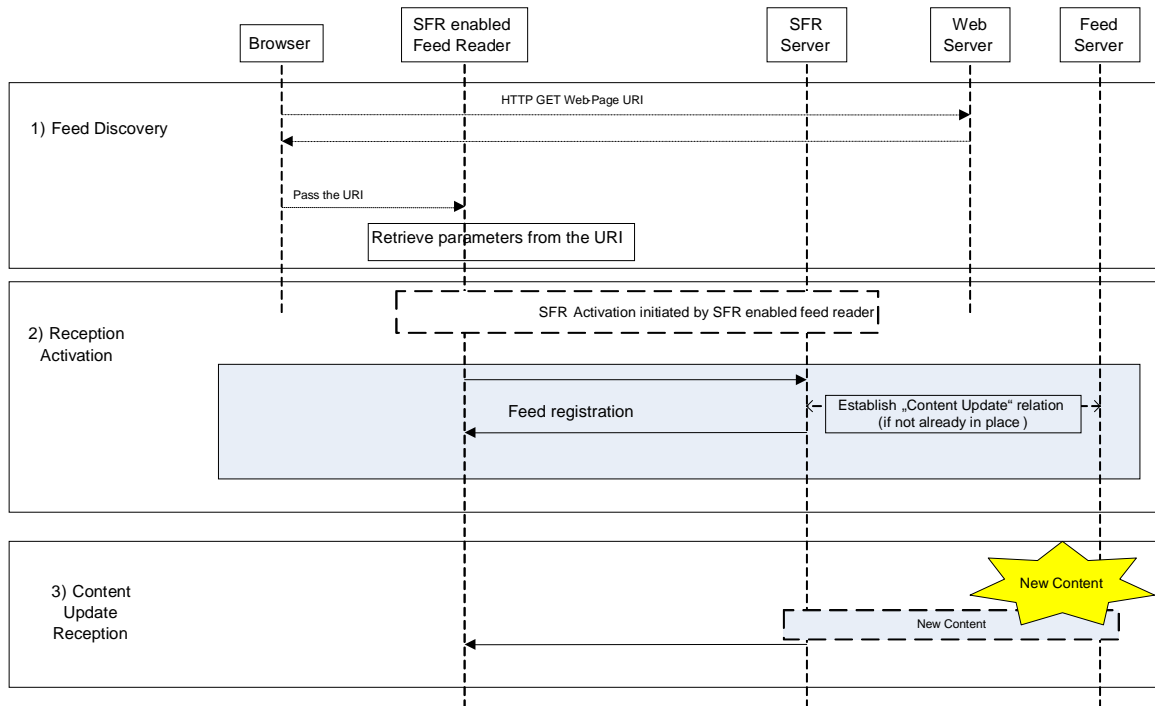 Browser
SFR enabled
Feed Reader
SFR
Server
Web
Server
Feed
Server
1) Feed Discovery
HTTP GET Web-Page URI
Pass the URI
Retrieve parameters from the URI
2) Reception
Activation
SFR Activation initiated by SFR enabled feed reader
Feed registration
Establish „Content Update“ relation
(if not already in place )
3) Content
Update
Reception
New Content
New Content